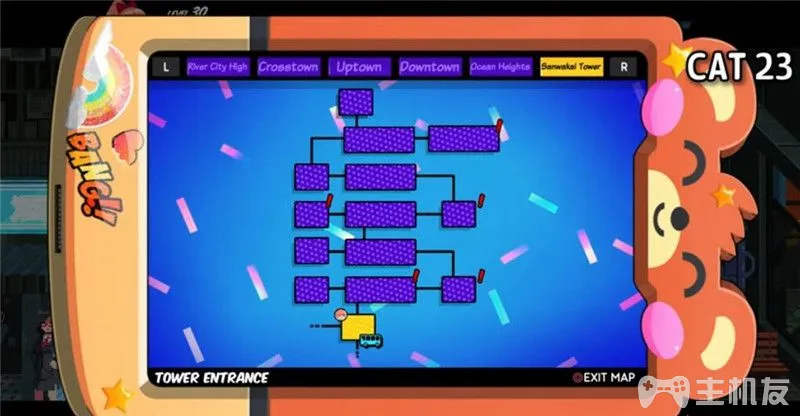 LEVEL 30
L River City High Crosstown Uptown Downtown Ocean Heights Sanwakai Tower R
CAT 23
BANG!!
TOWER ENTRANCE
EXIT MAP
主机友